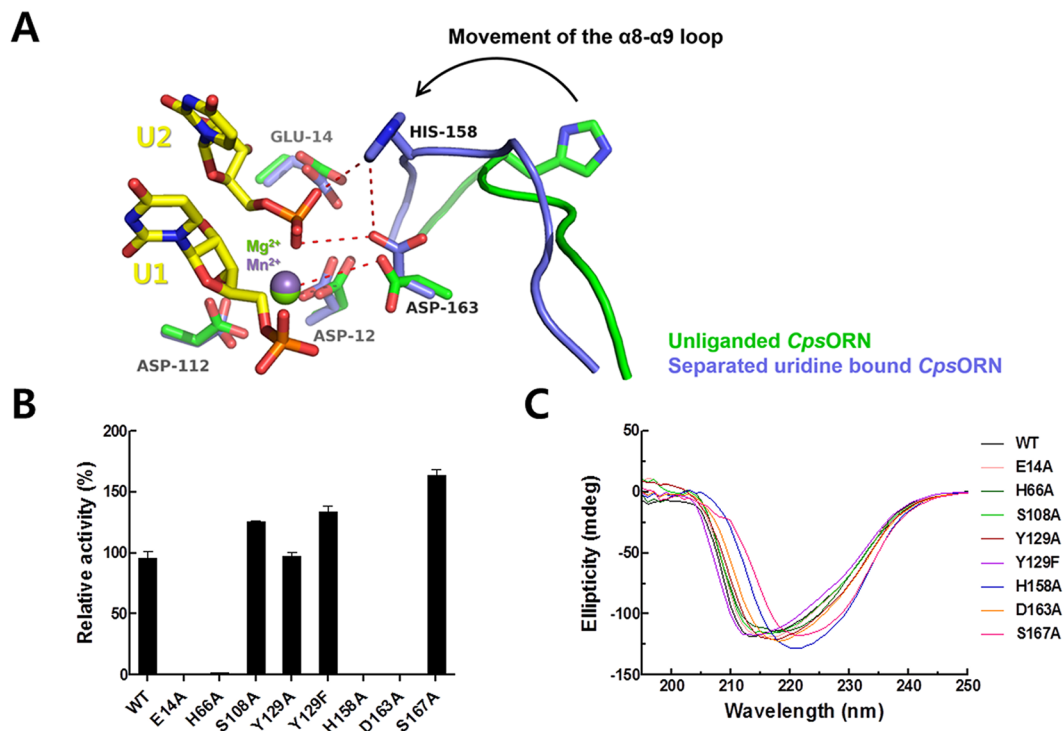 A
Movement of the α8-α9 loop
HIS-158
GLU-14
U2
Mg²⁺
Mn²⁺
U1
ASP-163
ASP-12
ASP-112
Unliganded CpsORN
Separated uridine bound CpsORN
B
Relative activity (%)
200
150
100
50
0
WT
E14A
H66A
S108A
Y129A
Y129F
H158A
D163A
S167A
C
Ellipticity (mdeg)
50
0
-50
-100
-150
200
210
220
230
240
250
Wavelength (nm)
WT
E14A
H66A
S108A
Y129A
Y129F
H158A
D163A
S167A